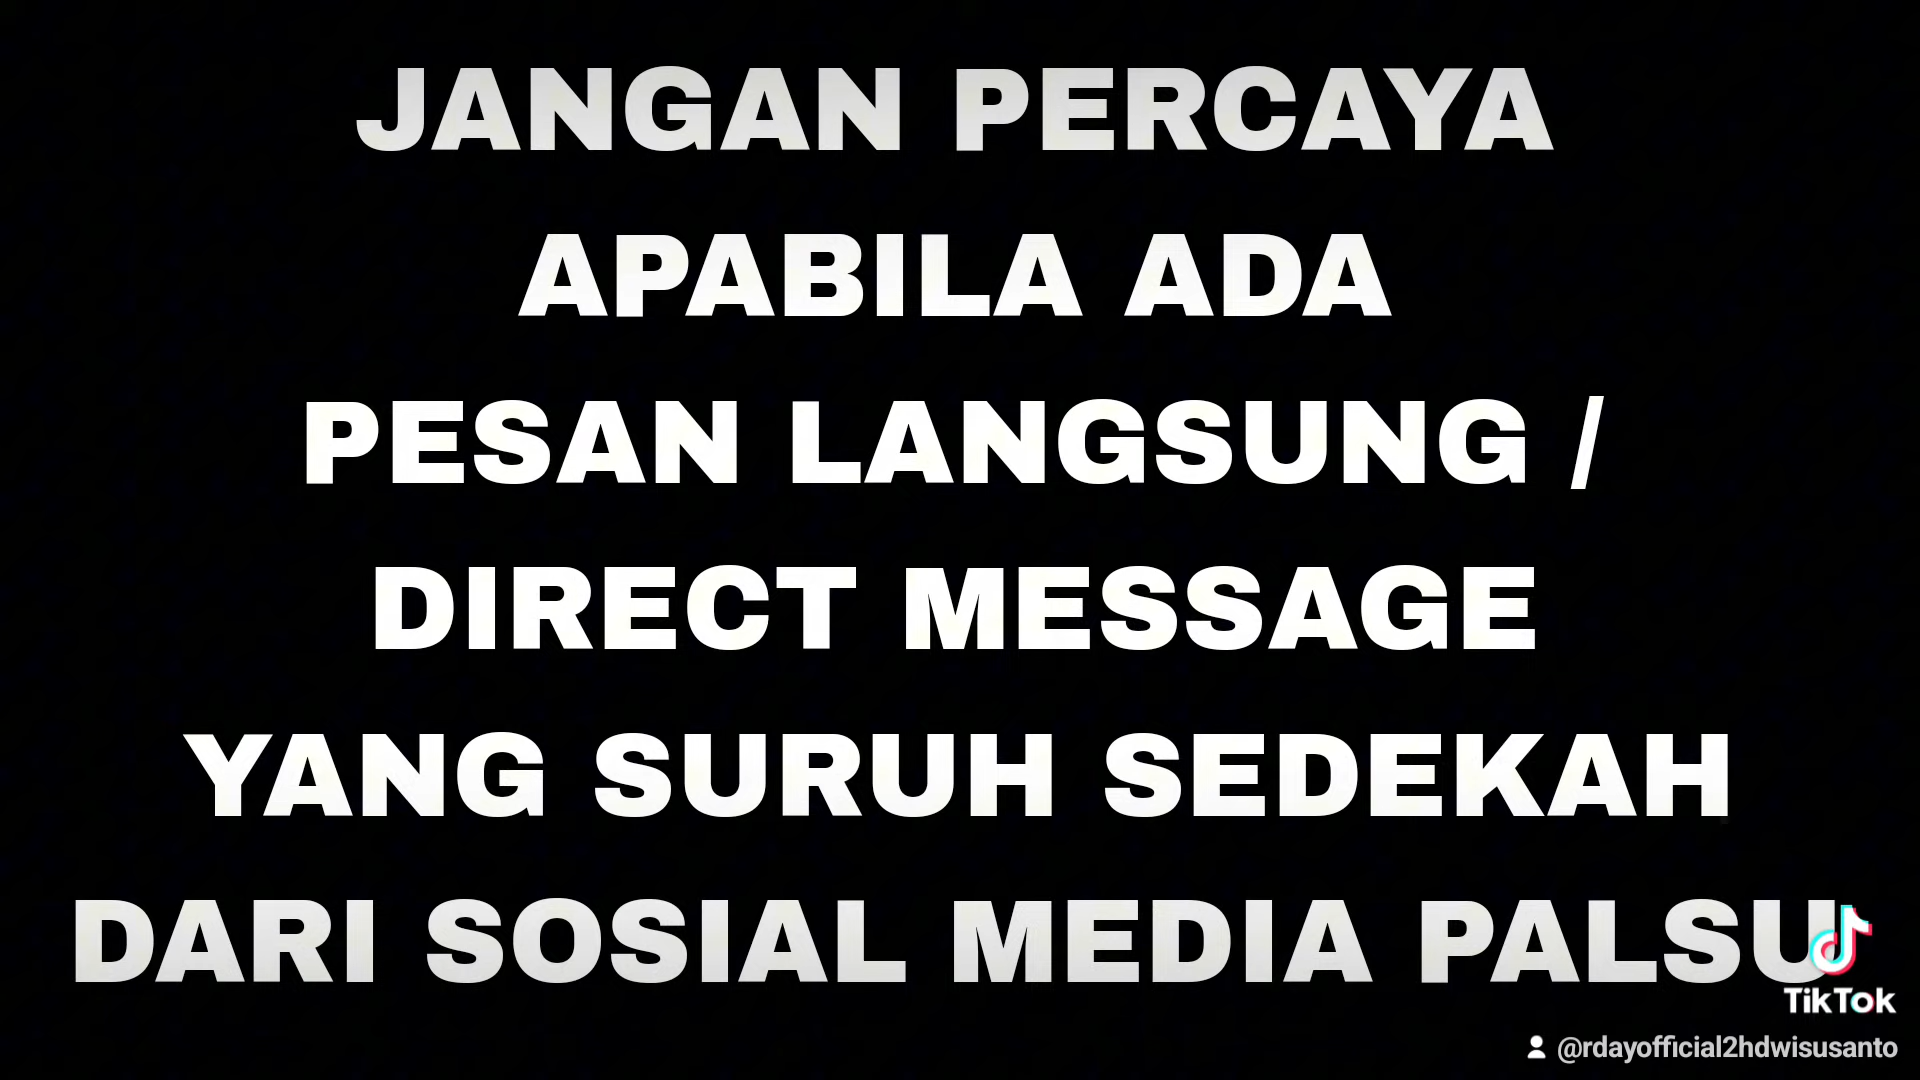 JANGAN PERCAYA
APABILA ADA
PESAN LANGSUNG /
DIRECT MESSAGE
YANG SURUH SEDEKAH
DARI SOSIAL MEDIA PALSU
TikTok
@rdayofficial2hdwisusanto